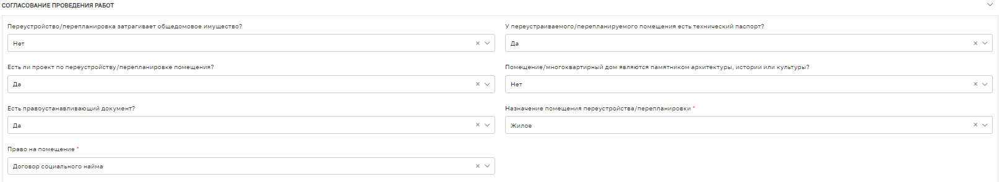 СОГЛАСОВАНИЕ ПРОВЕДЕНИЯ РАБОТ
Переустройство/перепланировка затрагивает общедомовое имущество?
Нет
У переустраиваемого/перепланируемого помещения есть технический паспорт?
Да
Есть ли проект по переустройству/перепланировке помещения?
Да
Помещение/многоквартирный дом являются памятником архитектуры, истории или культуры?
Нет
Есть правоустанавливающий документ?
Да
Назначение помещения переустройства/перепланировки *
Жилое
Право на помещение *
Договор социального найма